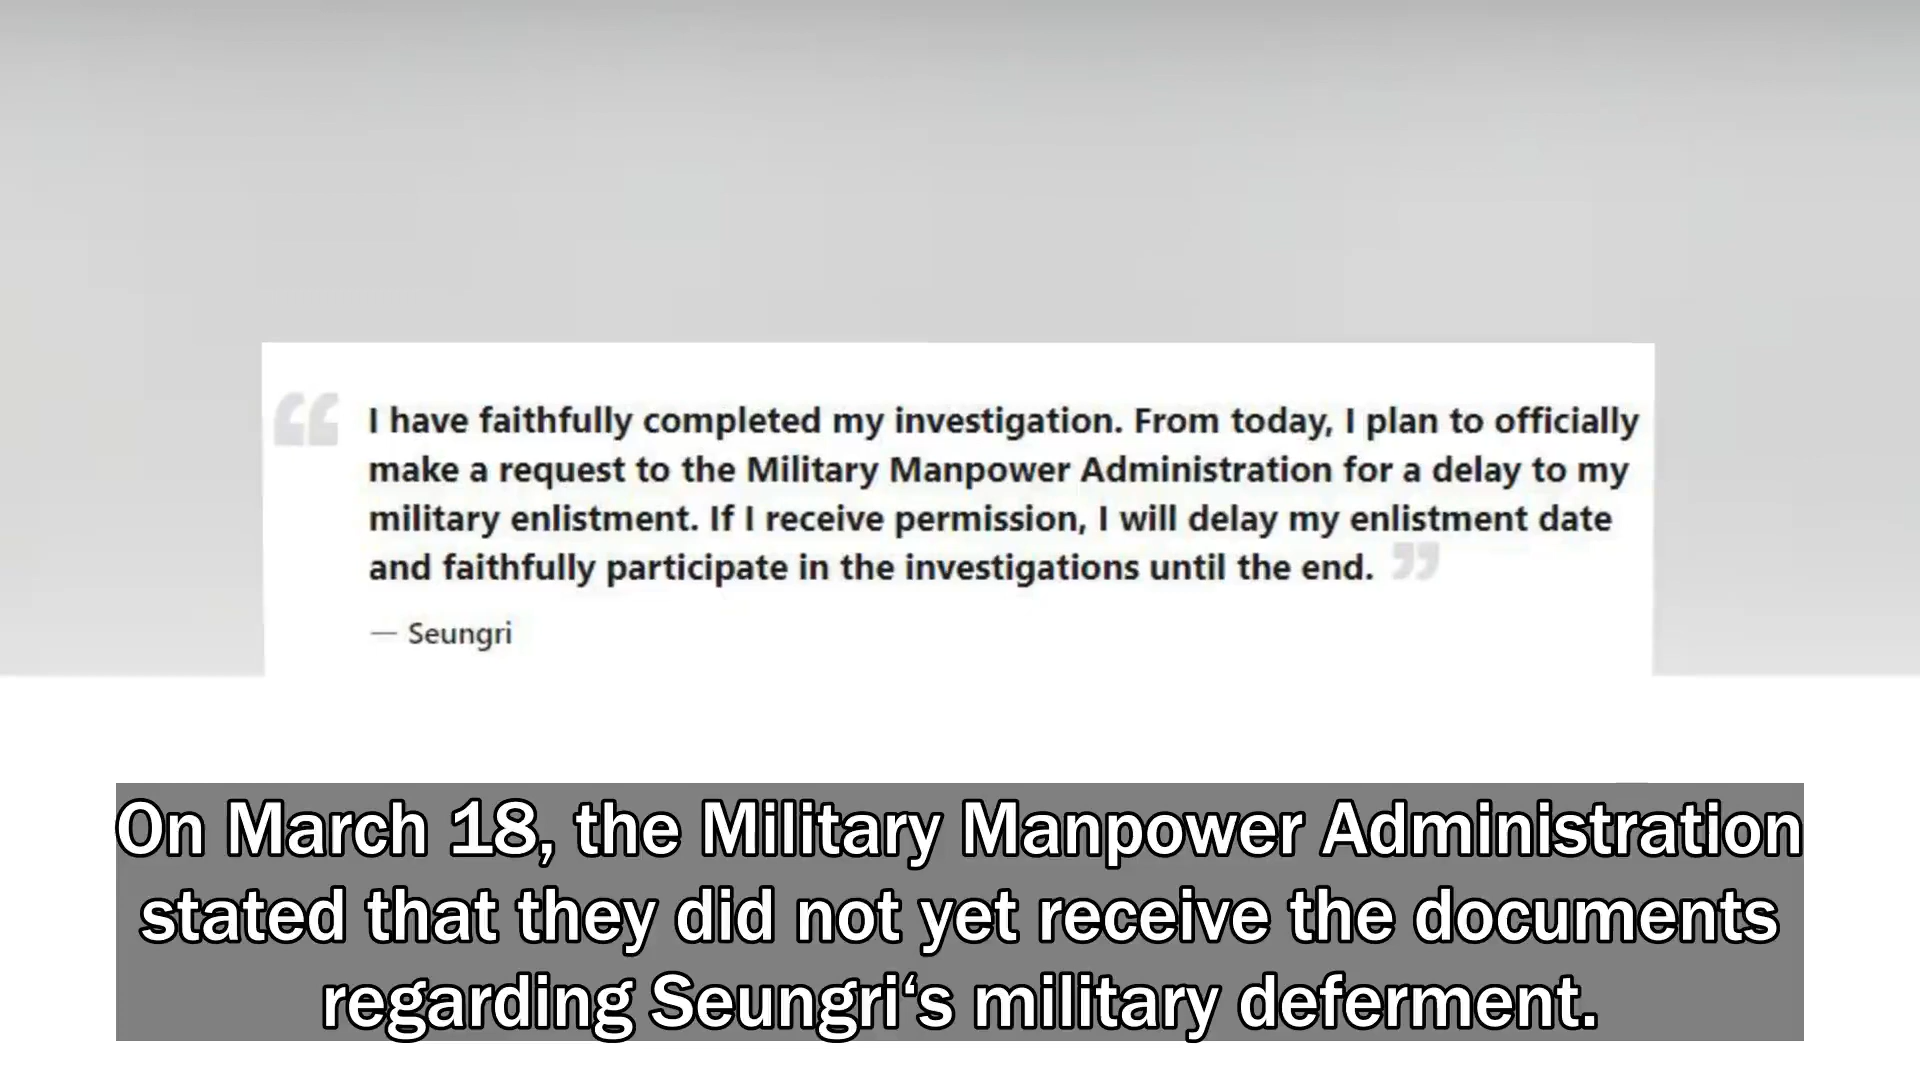 “ I have faithfully completed my investigation. From today, I plan to officially
make a request to the Military Manpower Administration for a delay to my
military enlistment. If I receive permission, I will delay my enlistment date
and faithfully participate in the investigations until the end. ”
— Seungri
On March 18, the Military Manpower Administration
stated that they did not yet receive the documents
regarding Seungri‘s military deferment.